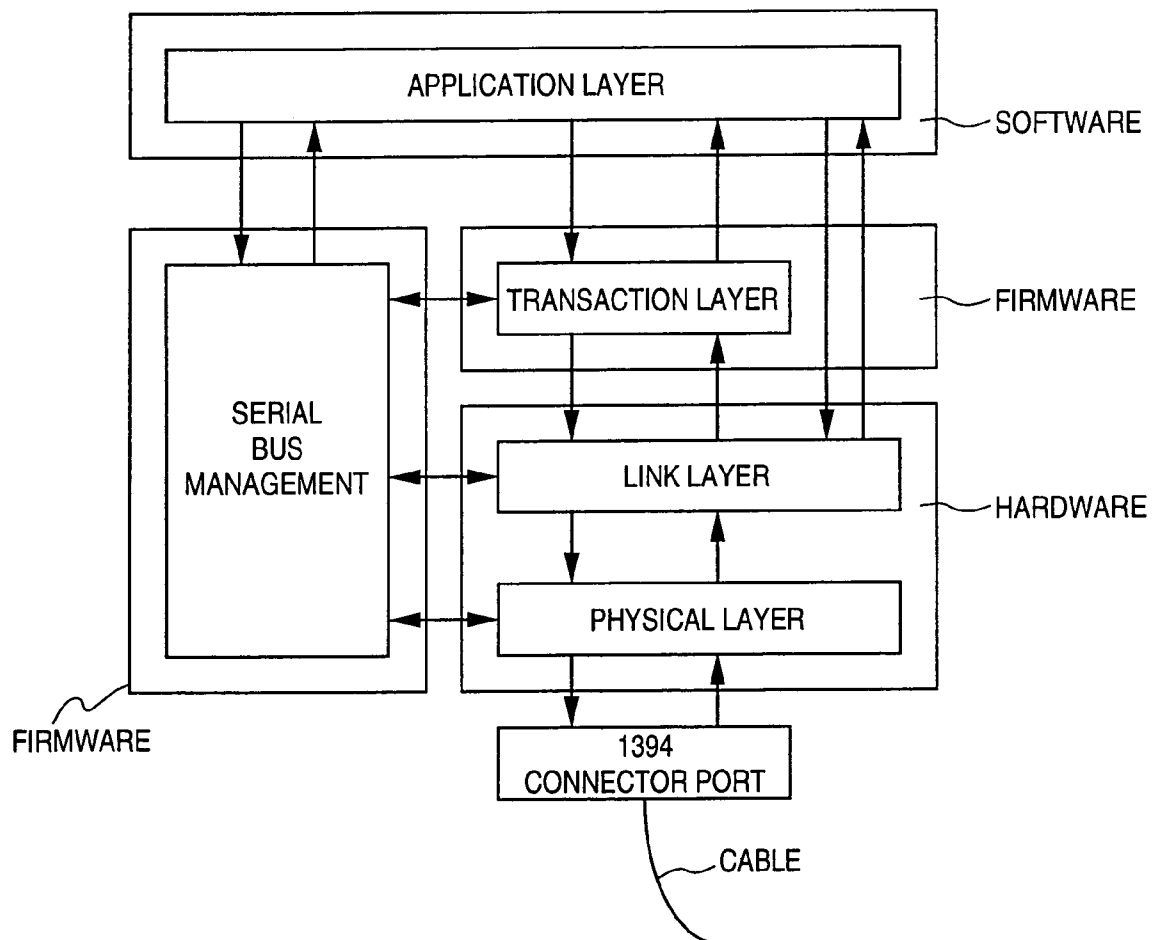 APPLICATION LAYER
SOFTWARE
TRANSACTION LAYER
FIRMWARE
SERIAL
BUS
MANAGEMENT
LINK LAYER
HARDWARE
PHYSICAL LAYER
FIRMWARE
1394
CONNECTOR PORT
CABLE